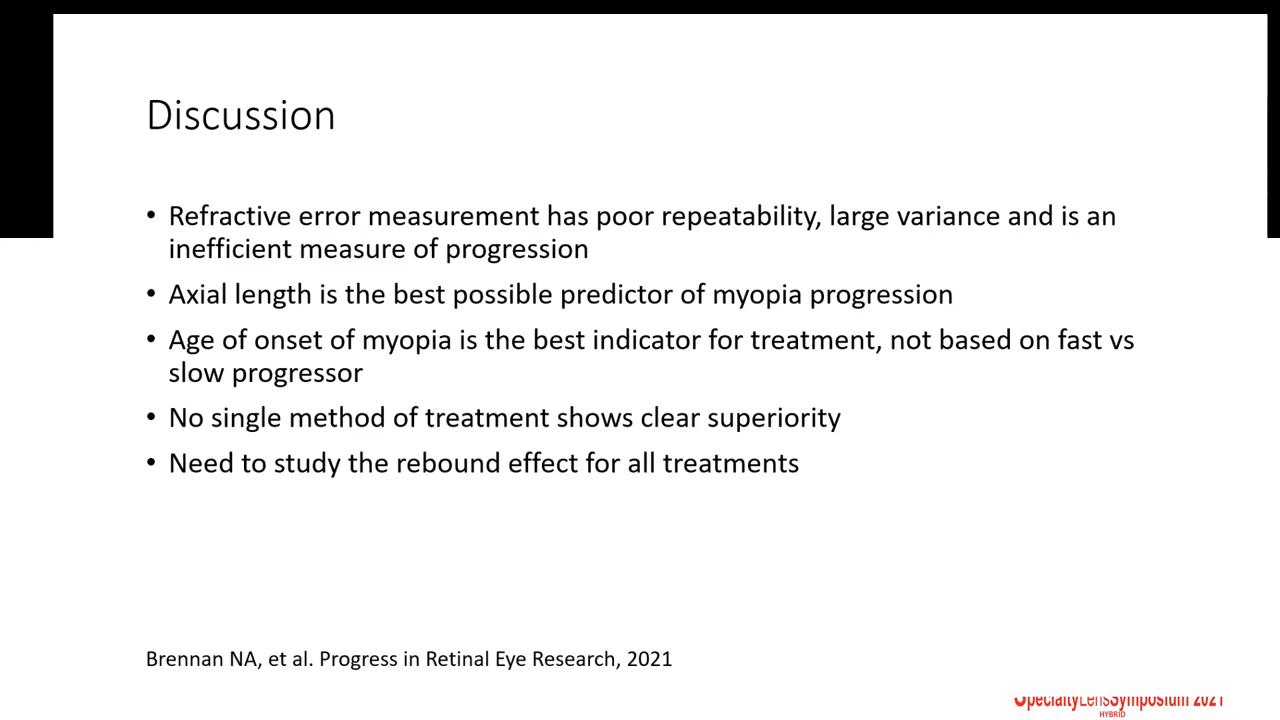 Discussion
• Refractive error measurement has poor repeatability, large variance and is an
inefficient measure of progression
• Axial length is the best possible predictor of myopia progression
• Age of onset of myopia is the best indicator for treatment, not based on fast vs
slow progressor
• No single method of treatment shows clear superiority
• Need to study the rebound effect for all treatments
Brennan NA, et al. Progress in Retinal Eye Research, 2021
SpecialtyLensSymposium 2021
HYBRID